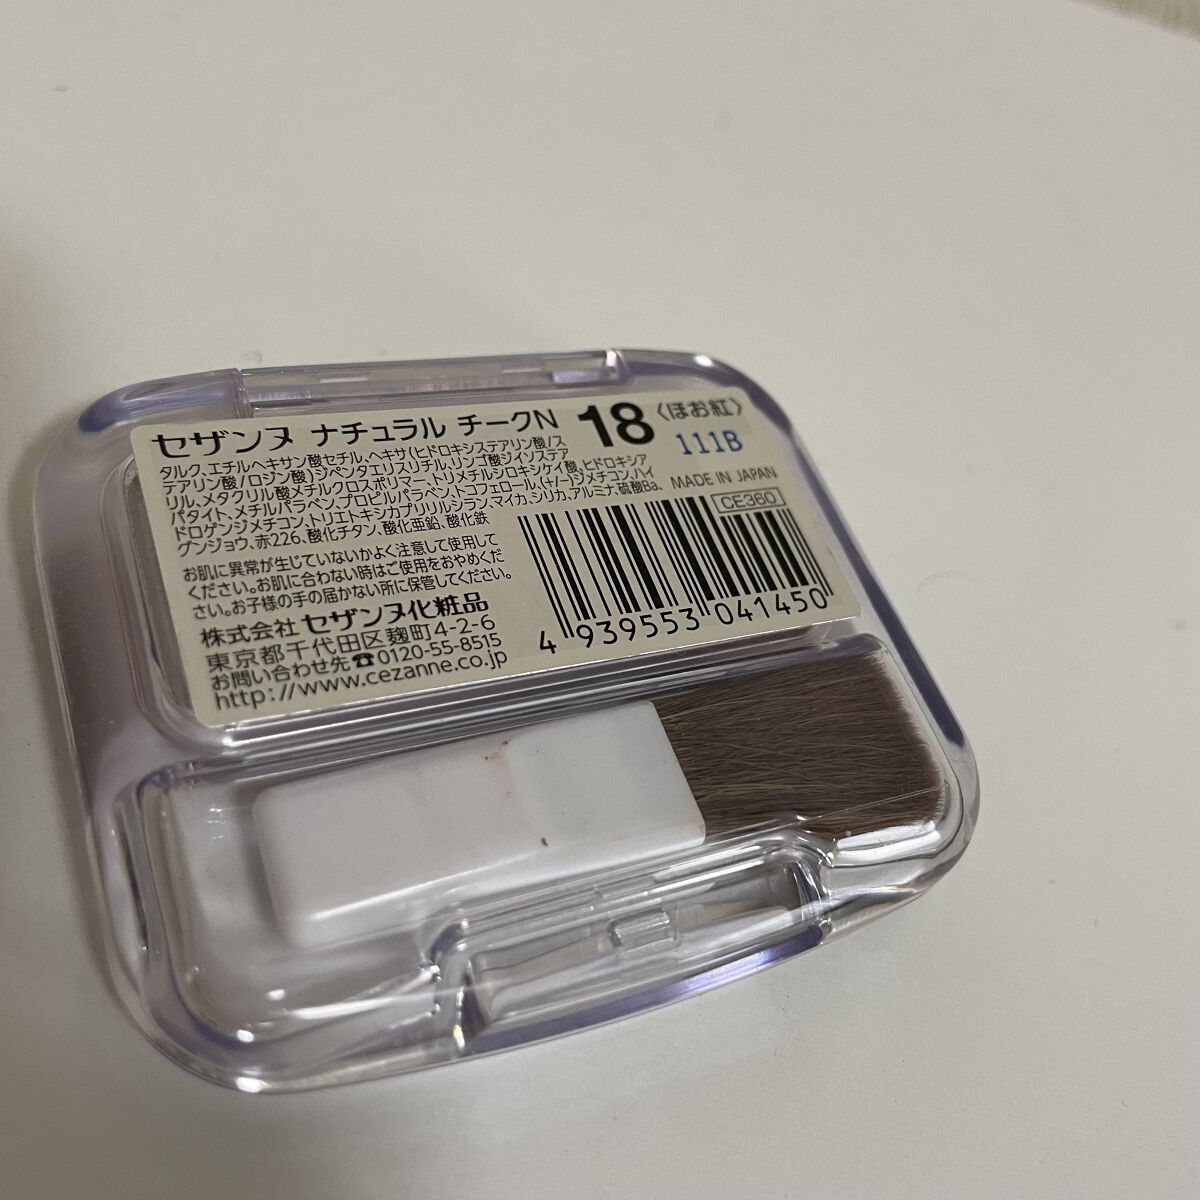 セザンヌ ナチュラル チークN 18 〈ほお紅〉
111B
タルク、エチルヘキサン酸セチル、ヘキサ(ヒドロキシステアリン酸/ス
テアリン酸/ロジン酸)ジペンタエリスリチル、リンゴ酸ジイソステア
リル、メタクリル酸メチルクロスポリマー、トリメチルシロキシケイ酸、ヒドロキシア
パタイト、メチルパラベン、プロピルパラベン、トコフェロール、(+/-)ジメチコン、ハイ
ドロゲンジメチコン、トリエトキシカプリリルシラン、マイカ、シリカ、アルミナ、硫酸Ba、
グンジョウ、赤226、酸化チタン、酸化亜鉛、酸化鉄
MADE IN JAPAN
CE360
お肌に異常が生じていないかよく注意して使用して
ください。お肌に合わない時はご使用をおやめくだ
さい。お子様の手の届かない所に保管してください。
株式会社 セザンヌ化粧品
東京都千代田区麹町4-2-6
お問い合わせ先☎0120-55-8515
http://www.cezanne.co.jp
4 939553 041450